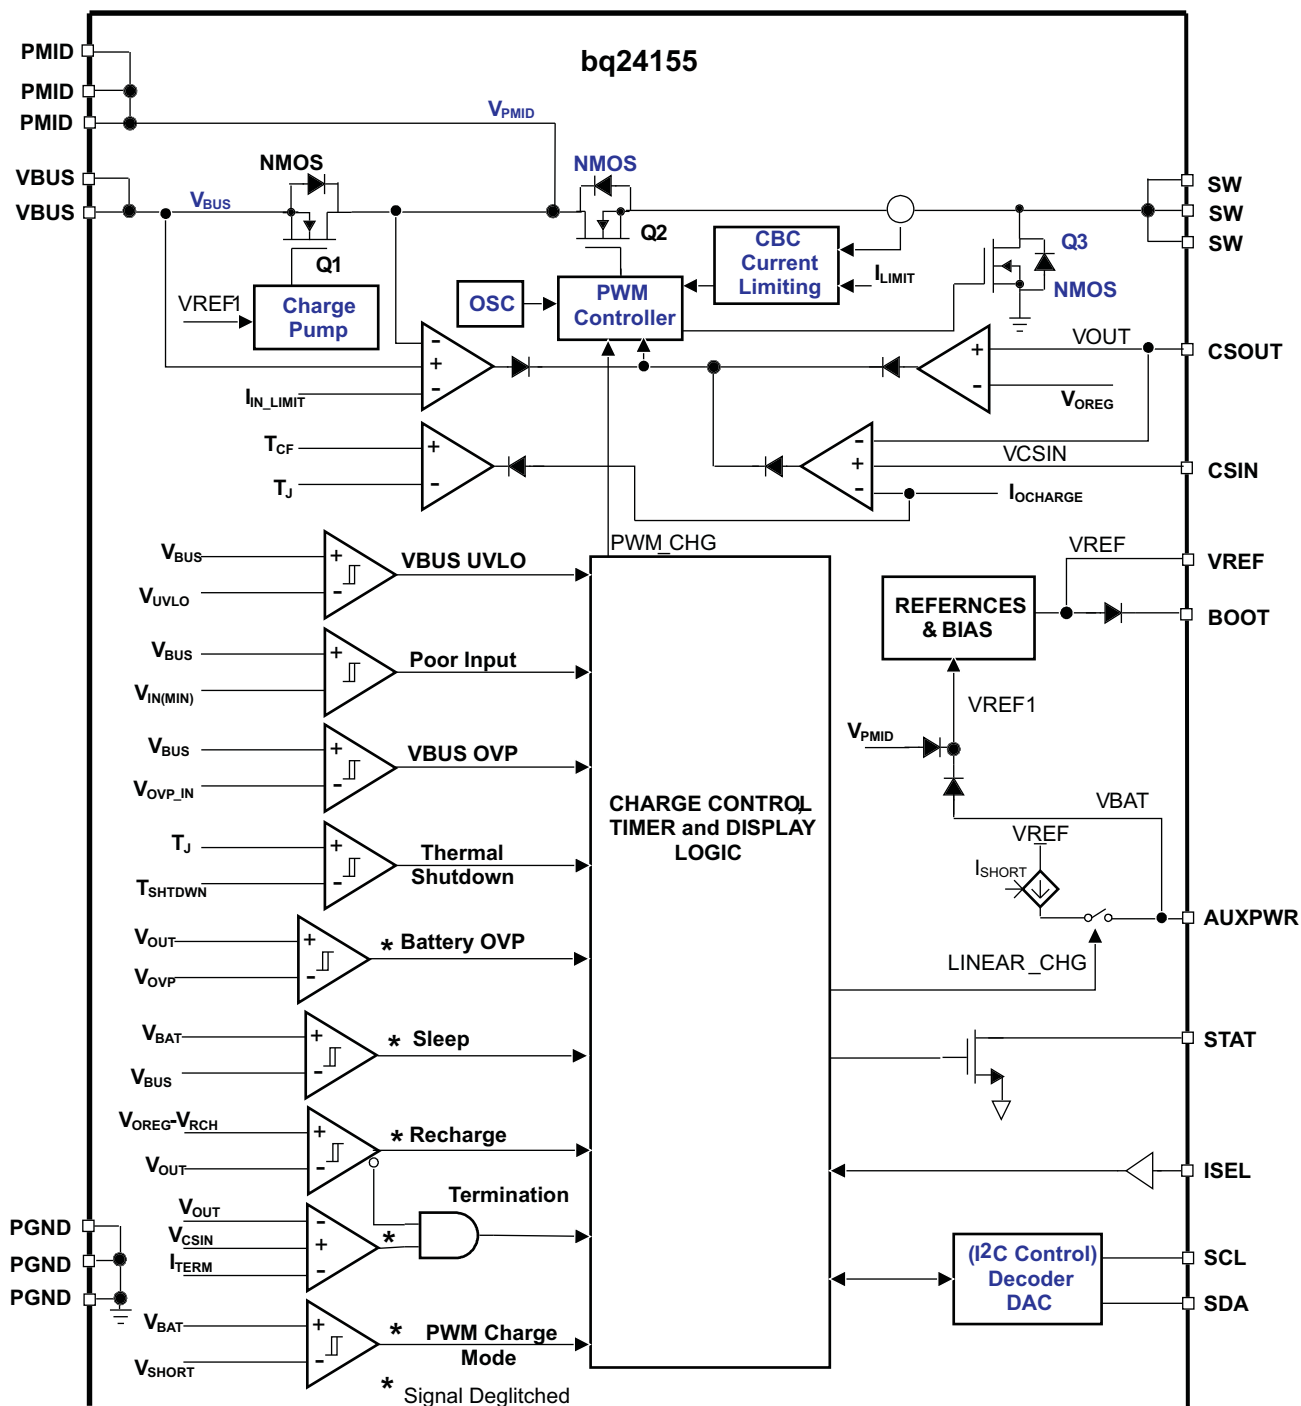 bq24155
PMID
PMID
PMID
VPMID
VBUS
VBUS
VBUS
NMOS
Q1
NMOS
Q2
SW
SW
SW
Q3
NMOS
CBC
Current
Limiting
ILIMIT
VREF1
Charge
Pump
OSC
PWM
Controller
-
+
-
IIN_LIMIT
VOUT
CSOUT
+
-
VOREG
TCF
+
TJ
-
-
VCSIN
+
CSIN
-
IOCHARGE
PWM_CHG
VBUS
+
VBUS UVLO
VUVLO
-
VREF
VREF
REFERNCES
& BIAS
BOOT
VBUS
+
Poor Input
VIN(MIN)
-
VREF1
VPMID
VBUS
+
VBUS OVP
VOVP_IN
-
VBAT
CHARGE CONTROL,
TIMER and DISPLAY
LOGIC
TJ
+
Thermal
Shutdown
TSHTDWN
-
VREF
ISHORT
AUXPWR
VOUT
+
* Battery OVP
VOVP
-
LINEAR_CHG
VBAT
+
* Sleep
VBUS
-
STAT
VOREG-VRCH
+
* Recharge
VOUT
-
ISEL
Termination
VOUT
-
VCSIN
+
*
ITERM
-
PGND
PGND
PGND
(I2C Control)
Decoder
DAC
SCL
SDA
VBAT
+
*
PWM Charge
Mode
VSHORT
-
* Signal Deglitched